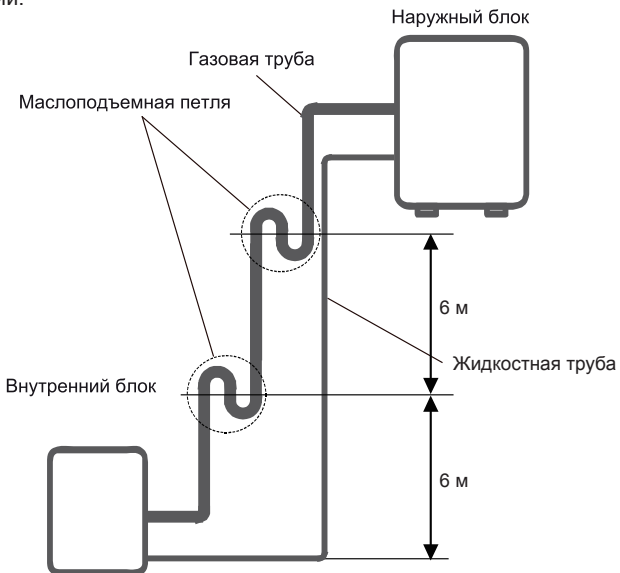 Наружный блок
Газовая труба
Маслоподъемная петля
6 м
Жидкостная труба
Внутренний блок
6 м